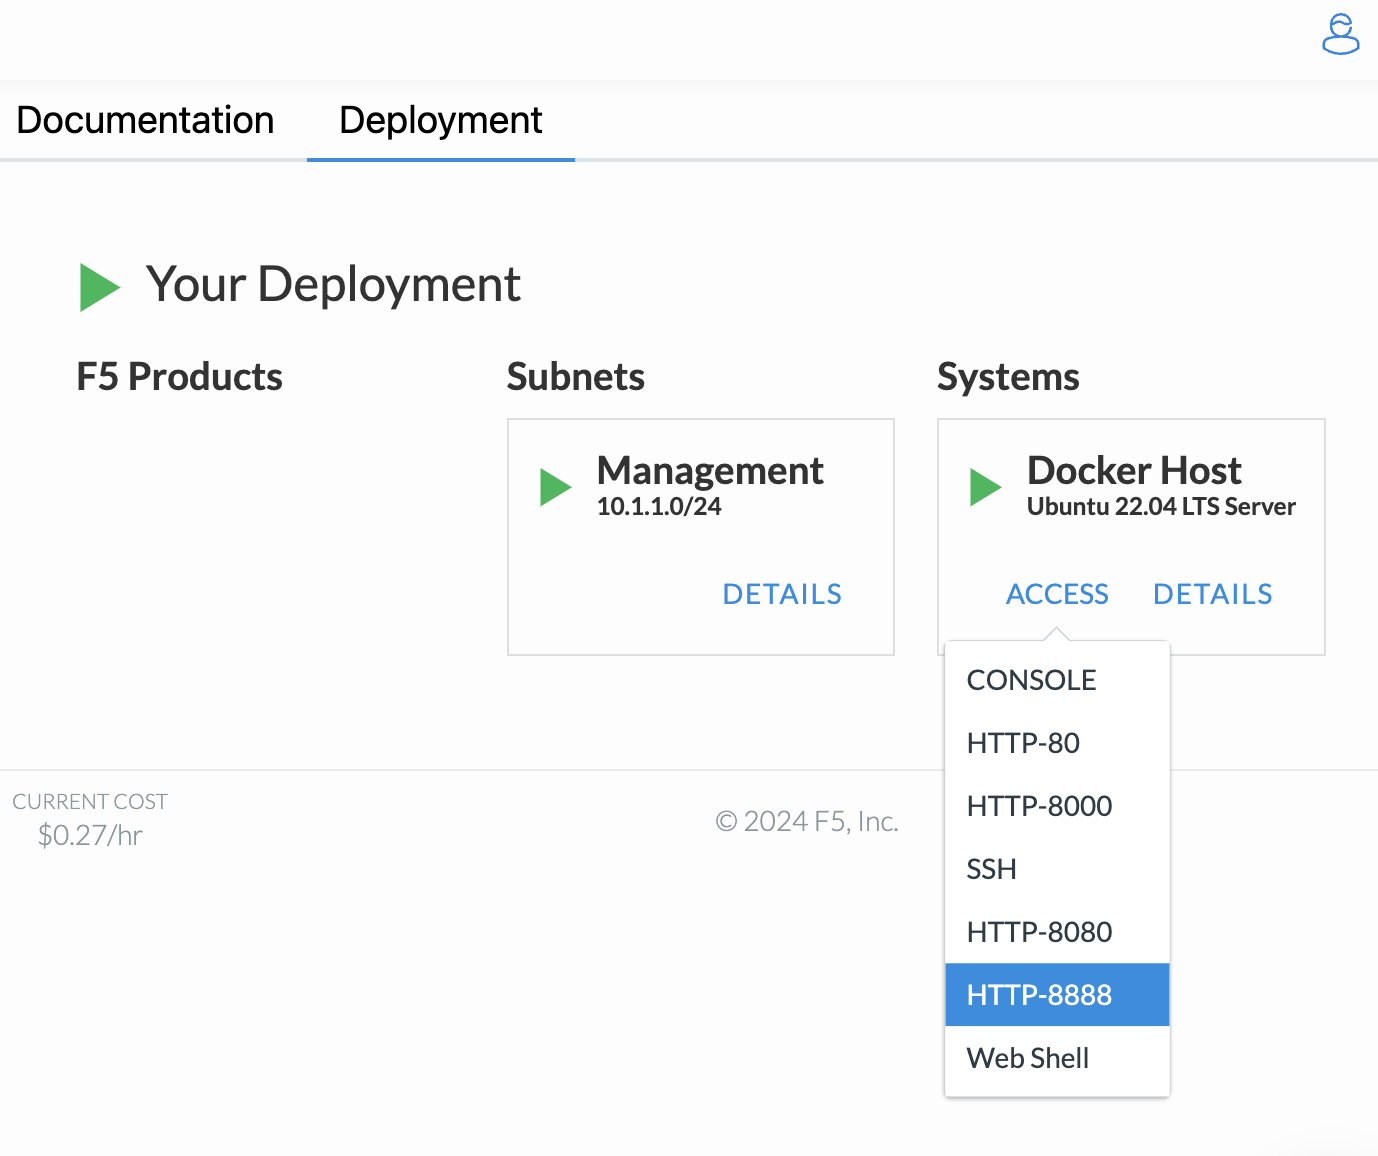 Documentation
Deployment
Your Deployment
F5 Products
Subnets
Systems
Management
10.1.1.0/24
DETAILS
Docker Host
Ubuntu 22.04 LTS Server
ACCESS
DETAILS
CONSOLE
HTTP-80
HTTP-8000
SSH
HTTP-8080
HTTP-8888
Web Shell
CURRENT COST
$0.27/hr
© 2024 F5, Inc.